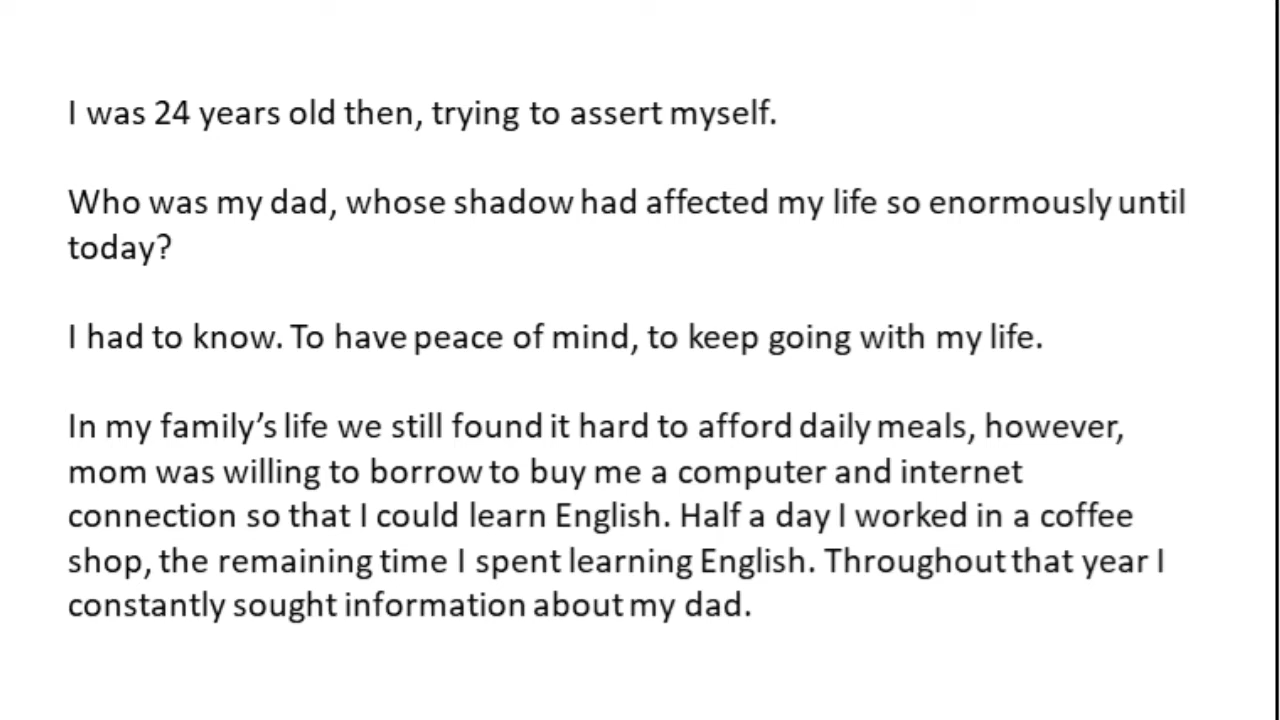 I was 24 years old then, trying to assert myself.
Who was my dad, whose shadow had affected my life so enormously until
today?
I had to know. To have peace of mind, to keep going with my life.
In my family’s life we still found it hard to afford daily meals, however,
mom was willing to borrow to buy me a computer and internet
connection so that I could learn English. Half a day I worked in a coffee
shop, the remaining time I spent learning English. Throughout that year I
constantly sought information about my dad.